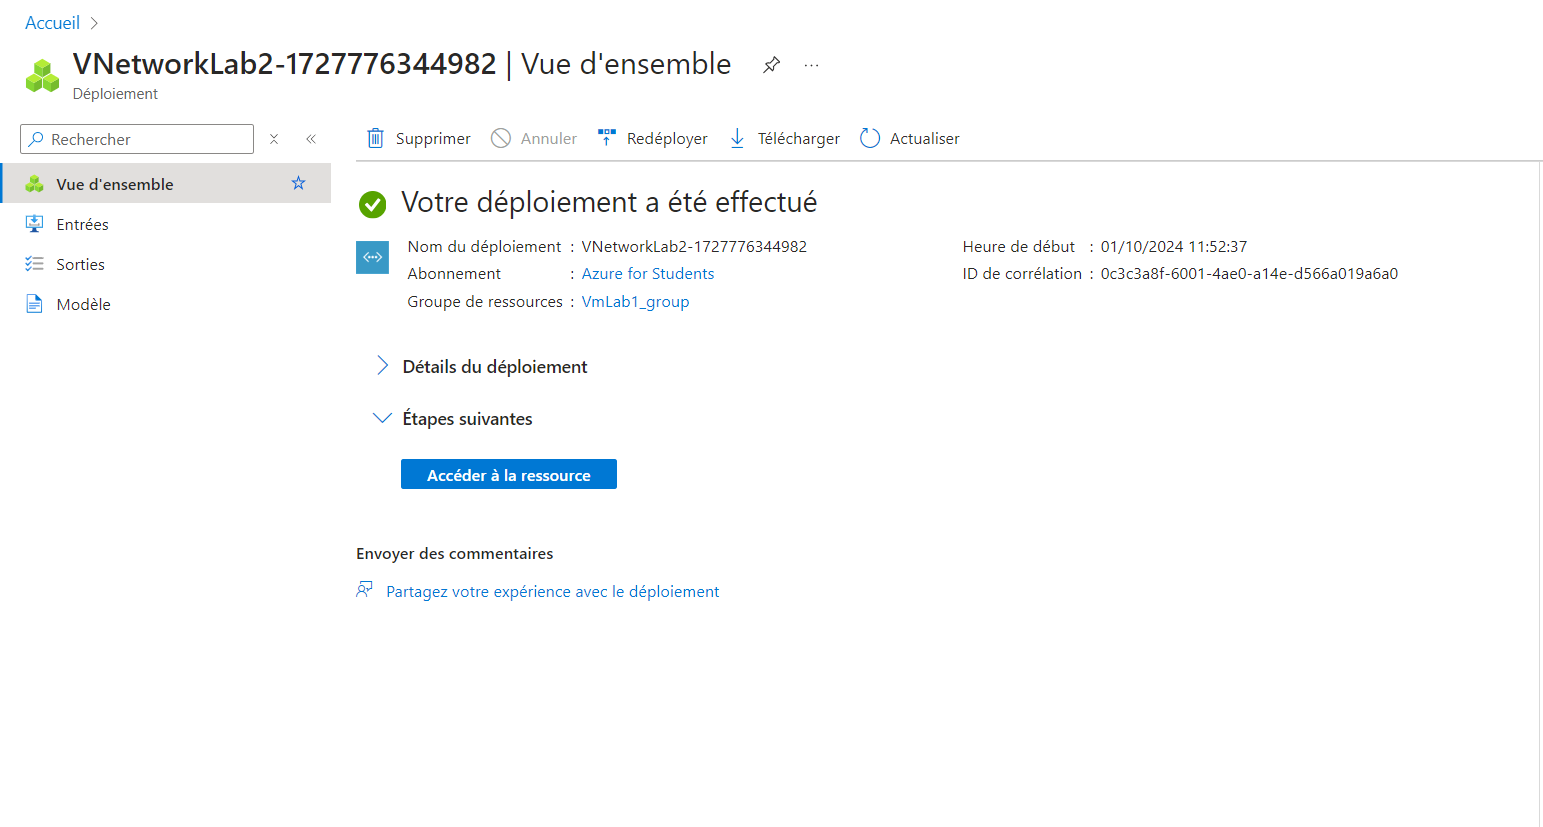 Accueil
VNetworkLab2-1727776344982 | Vue d'ensemble
Déploiement
Rechercher
Vue d'ensemble
Entrées
Sorties
Modèle
Supprimer Annuler Redéployer Télécharger Actualiser
Votre déploiement a été effectué
Nom du déploiement : VNetworkLab2-1727776344982
Abonnement : Azure for Students
Groupe de ressources : VmLab1_group
Heure de début : 01/10/2024 11:52:37
ID de corrélation : 0c3c3a8f-6001-4ae0-a14e-d566a019a6a0
Détails du déploiement
Étapes suivantes
Accéder à la ressource
Envoyer des commentaires
Partagez votre expérience avec le déploiement